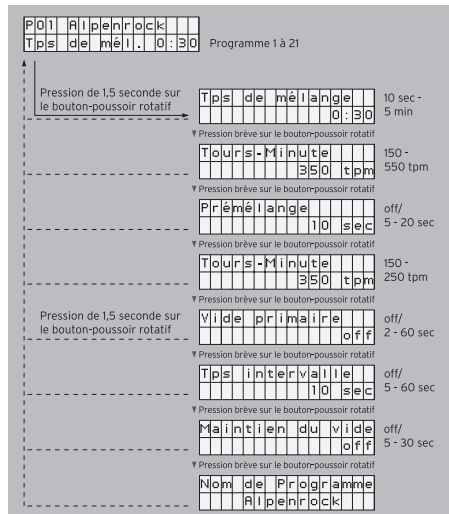 P01 Alpenrock
Tps de mél. 0:30
Programme 1 à 21
Pression de 1,5 seconde sur
le bouton-poussoir rotatif
Tps de mélange
0:30
10 sec -
5 min
Pression brève sur le bouton-poussoir rotatif
Tours-Minute
350 tpm
150 -
550 tpm
Pression brève sur le bouton-poussoir rotatif
Prémélange
10 sec
off/
5 - 20 sec
Pression brève sur le bouton-poussoir rotatif
Tours-Minute
350 tpm
150 -
250 tpm
Pression brève sur le bouton-poussoir rotatif
Pression de 1,5 seconde sur
le bouton-poussoir rotatif
Vide primaire
off
off/
2 - 60 sec
Pression brève sur le bouton-poussoir rotatif
Tps intervalle
10 sec
off/
5 - 60 sec
Pression brève sur le bouton-poussoir rotatif
Maintien du vide
off
off/
5 - 30 sec
Pression brève sur le bouton-poussoir rotatif
Nom de Programme
Alpenrock